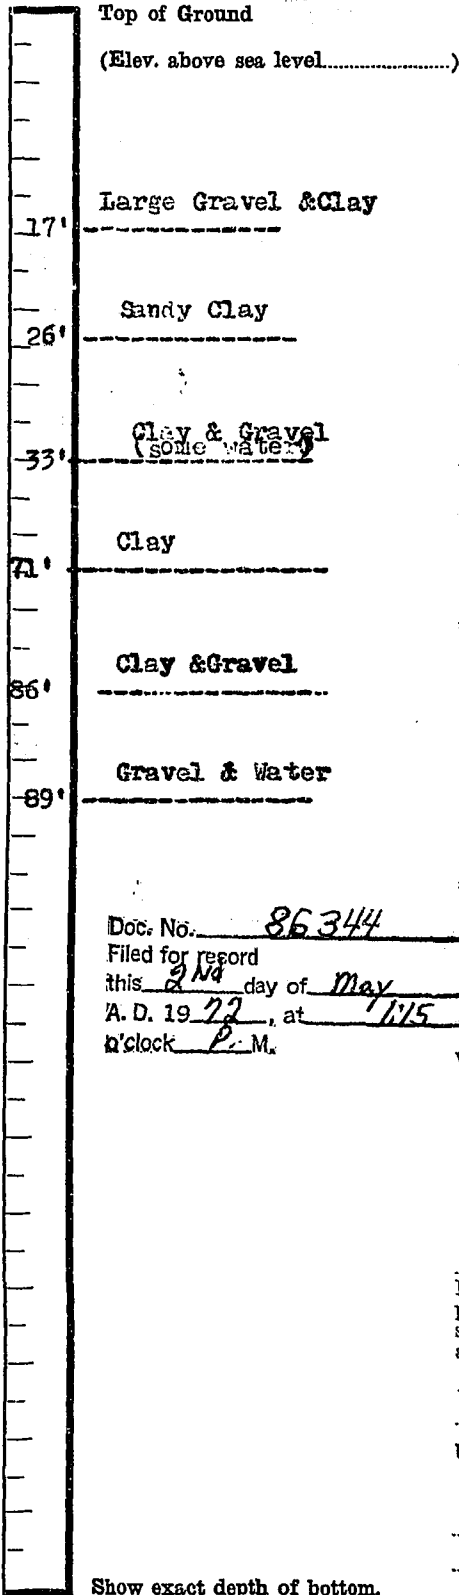 Top of Ground
(Elev. above sea level....................)
Large Gravel &Clay
17'
Sandy Clay
26'
Clay & Gravel
(some water)
33'
Clay
71'
Clay &Gravel
86'
Gravel & Water
89'
Doc. No. 86344
Filed for record
this 2nd day of May
A. D. 1972, at 1:15
o'clock P. M.
Show exact depth of bottom.